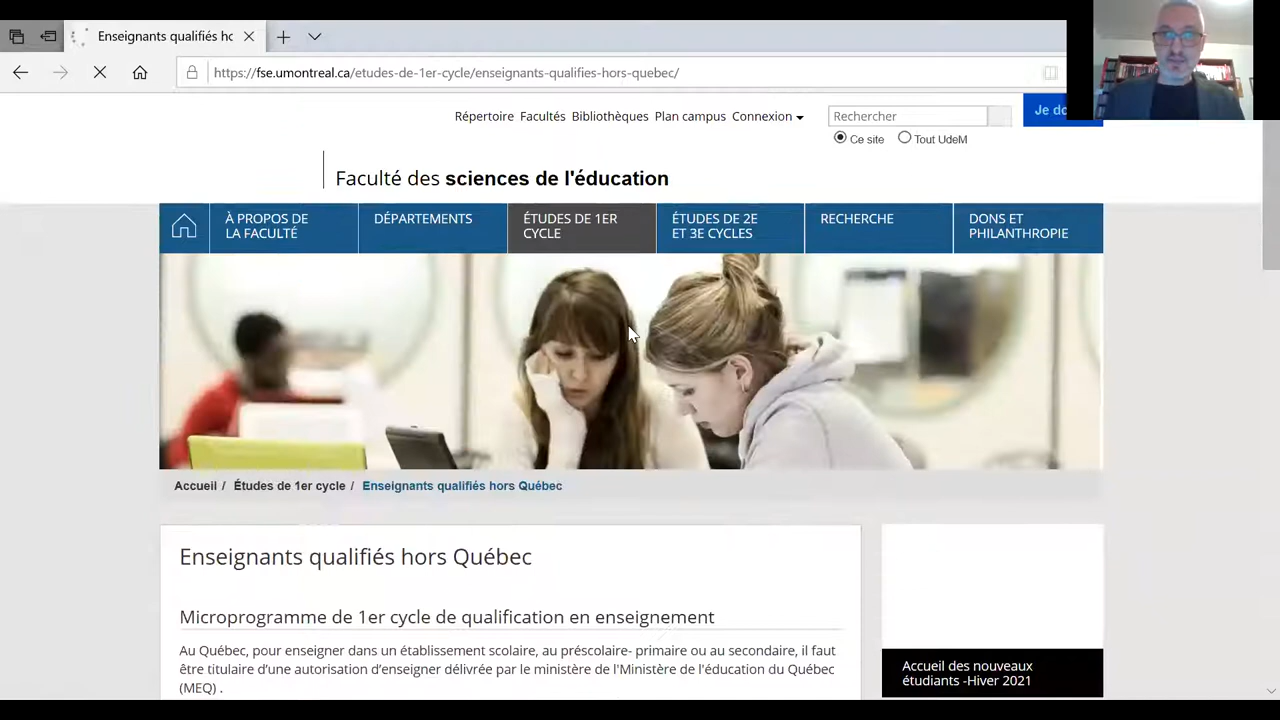 Enseignants qualifiés hc
https://fse.umontreal.ca/etudes-de-1er-cycle/enseignants-qualifies-hors-quebec/
Répertoire Facultés Bibliothèques Plan campus Connexion
Rechercher
Je do
Ce site Tout UdeM
Faculté des sciences de l'éducation
À PROPOS DE
LA FACULTÉ
DÉPARTEMENTS
ÉTUDES DE 1ER
CYCLE
ÉTUDES DE 2E
ET 3E CYCLES
RECHERCHE
DONS ET
PHILANTHROPIE
Accueil / Études de 1er cycle / Enseignants qualifiés hors Québec
Enseignants qualifiés hors Québec
Microprogramme de 1er cycle de qualification en enseignement
Au Québec, pour enseigner dans un établissement scolaire, au préscolaire- primaire ou au secondaire, il faut
être titulaire d'une autorisation d'enseigner délivrée par le ministère de l'Ministère de l'éducation du Québec
(MEQ) .
Accueil des nouveaux
étudiants -Hiver 2021